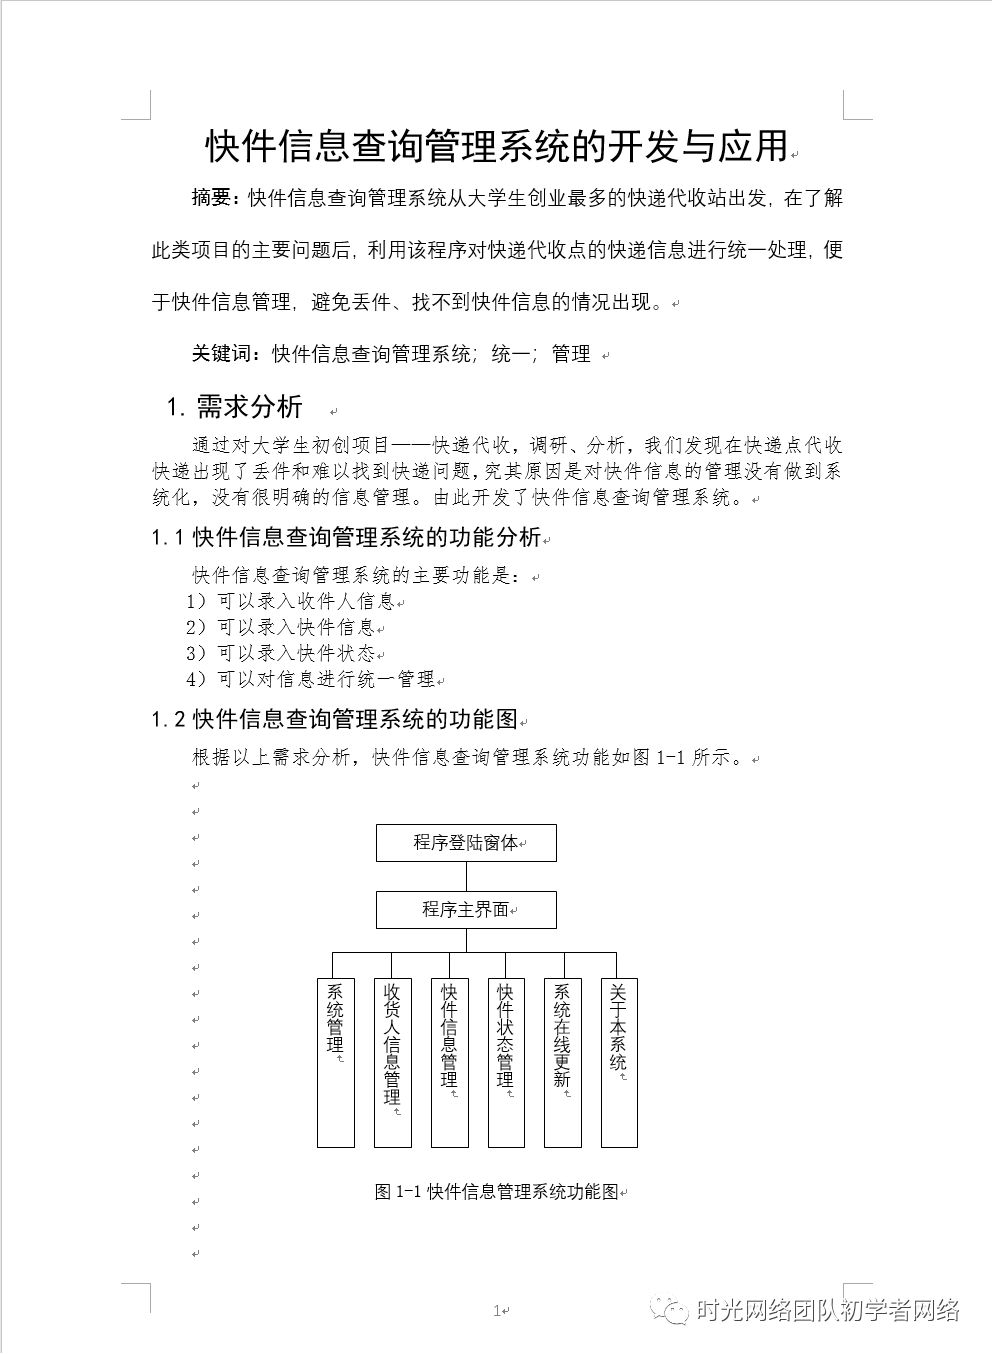 快件信息查询管理系统的开发与应用
摘要：快件信息查询管理系统从大学生创业最多的快递代收站出发，在了解
此类项目的主要问题后，利用该程序对快递代收点的快递信息进行统一处理，便
于快件信息管理，避免丢件、找不到快件信息的情况出现。
关键词：快件信息查询管理系统；统一；管理
1. 需求分析
通过对大学生初创项目——快递代收，调研、分析，我们发现在快递点代收
快递出现了丢件和难以找到快递问题，究其原因是对快件信息的管理没有做到系
统化，没有很明确的信息管理。由此开发了快件信息查询管理系统。
1.1 快件信息查询管理系统的功能分析
快件信息查询管理系统的主要功能是：
1）可以录入收件人信息
2）可以录入快件信息
3）可以录入快件状态
4）可以对信息进行统一管理
1.2 快件信息查询管理系统的功能图
根据以上需求分析，快件信息查询管理系统功能如图 1-1 所示。
程序登陆窗体
程序主界面
系统管理
收货人信息管理
快件信息管理
快件状态管理
系统在线更新
关于本系统
图 1-1 快件信息管理系统功能图
1
时光网络团队初学者网络